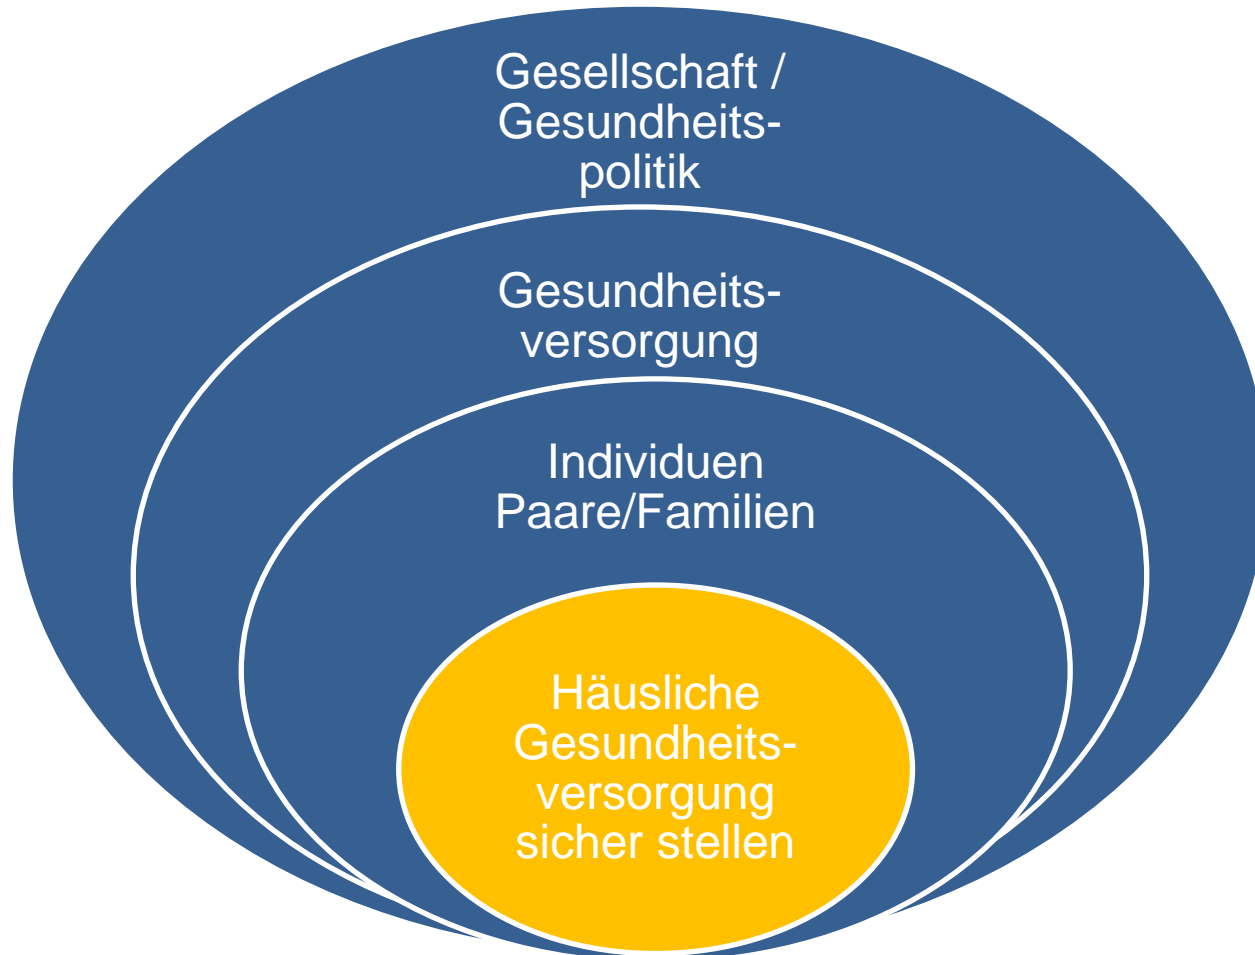 Gesellschaft /
Gesundheits-
politik
Gesundheits-
versorgung
Individuen
Paare/Familien
Häusliche
Gesundheits-
versorgung
sicher stellen